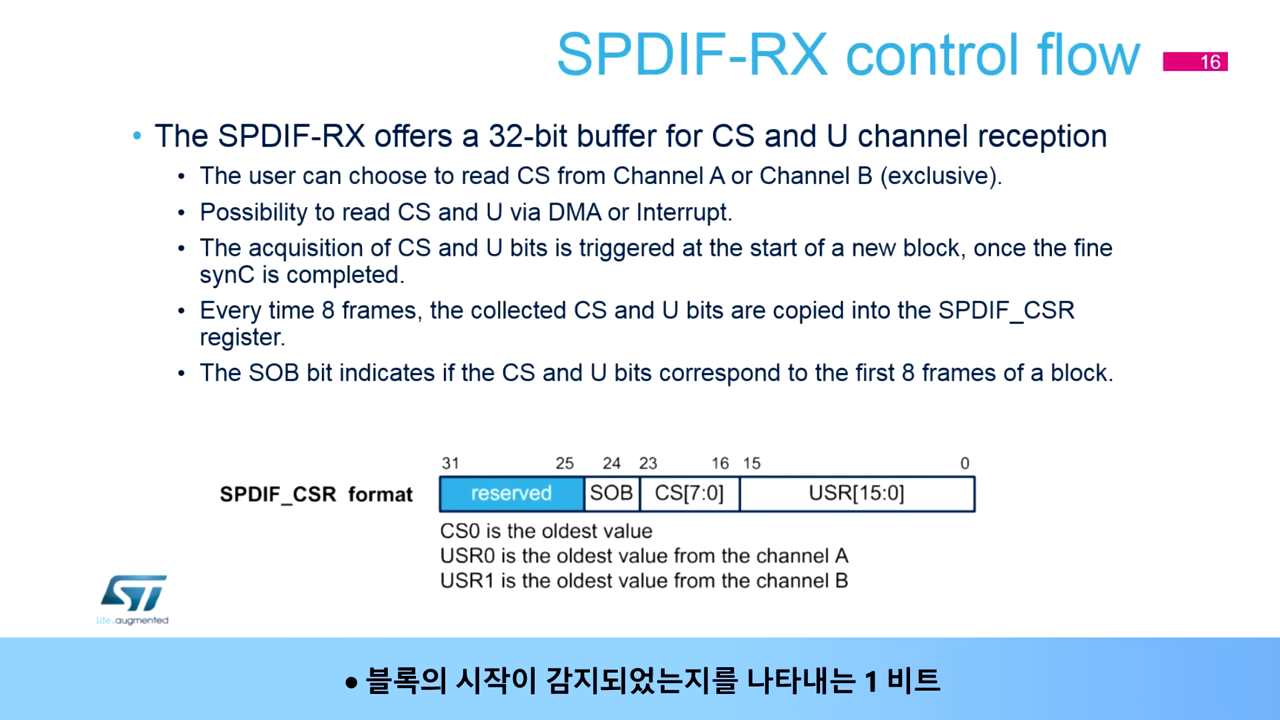 SPDIF-RX control flow
16
• The SPDIF-RX offers a 32-bit buffer for CS and U channel reception
• The user can choose to read CS from Channel A or Channel B (exclusive).
• Possibility to read CS and U via DMA or Interrupt.
• The acquisition of CS and U bits is triggered at the start of a new block, once the fine
synC is completed.
• Every time 8 frames, the collected CS and U bits are copied into the SPDIF_CSR
register.
• The SOB bit indicates if the CS and U bits correspond to the first 8 frames of a block.
31 25 24 23 16 15 0
SPDIF_CSR format reserved SOB CS[7:0] USR[15:0]
CS0 is the oldest value
USR0 is the oldest value from the channel A
USR1 is the oldest value from the channel B
ST
life.augmented
● 블록의 시작이 감지되었는지를 나타내는 1 비트